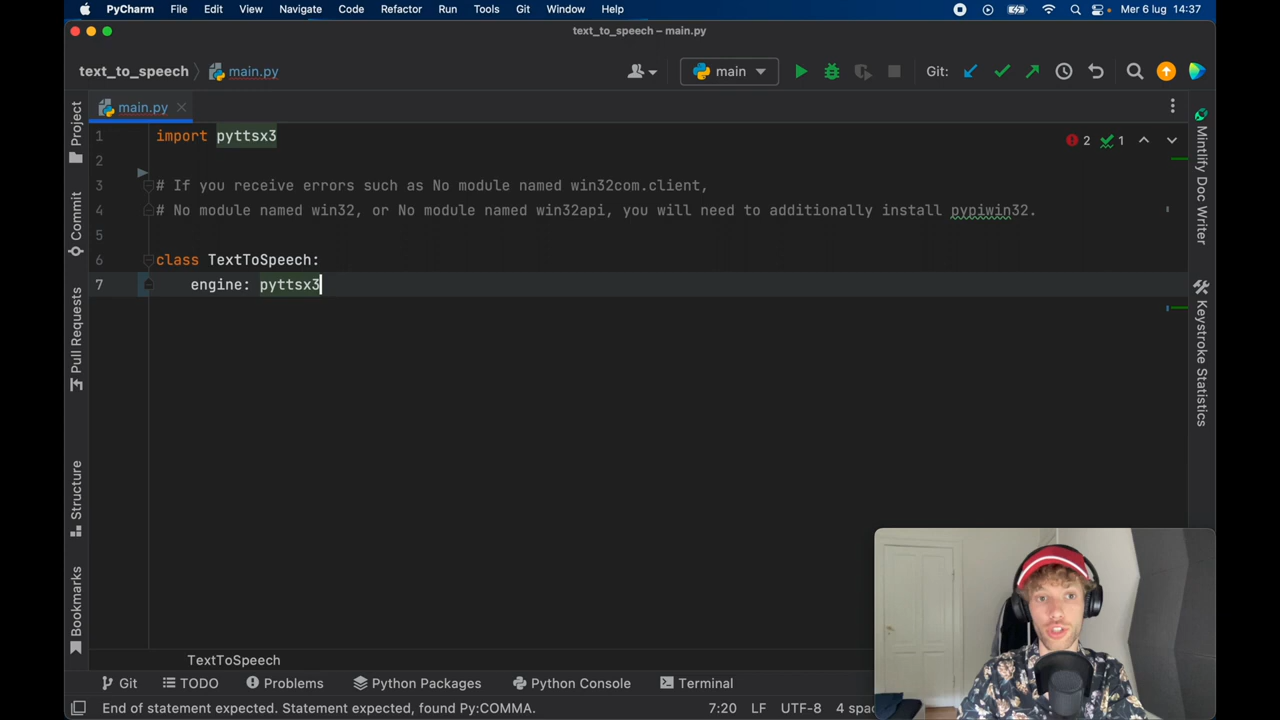 PyCharm File Edit View Navigate Code Refactor Run Tools Git Window Help Mer 6 lug 14:37
text_to_speech – main.py
text_to_speech main.py main Git:
main.py
1 import pyttsx3
2 1
2
3 # If you receive errors such as No module named win32com.client,
4 # No module named win32, or No module named win32api, you will need to additionally install pypiwin32.
5
6 class TextToSpeech:
7 engine: pyttsx3
Project
Commit
Pull Requests
Structure
Bookmarks
Mintlify Doc Writer
Keystroke Statistics
TextToSpeech
Git TODO Problems Python Packages Python Console Terminal
End of statement expected. Statement expected, found Py:COMMA. 7:20 LF UTF-8 4 spac